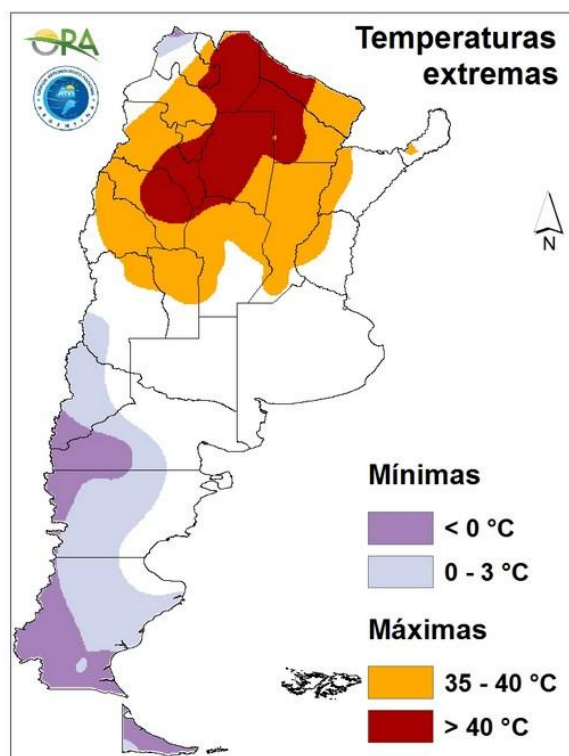 ORA
Temperaturas
extremas
N
Mínimas
< 0 °C
0 - 3 °C
Máximas
35 - 40 °C
> 40 °C